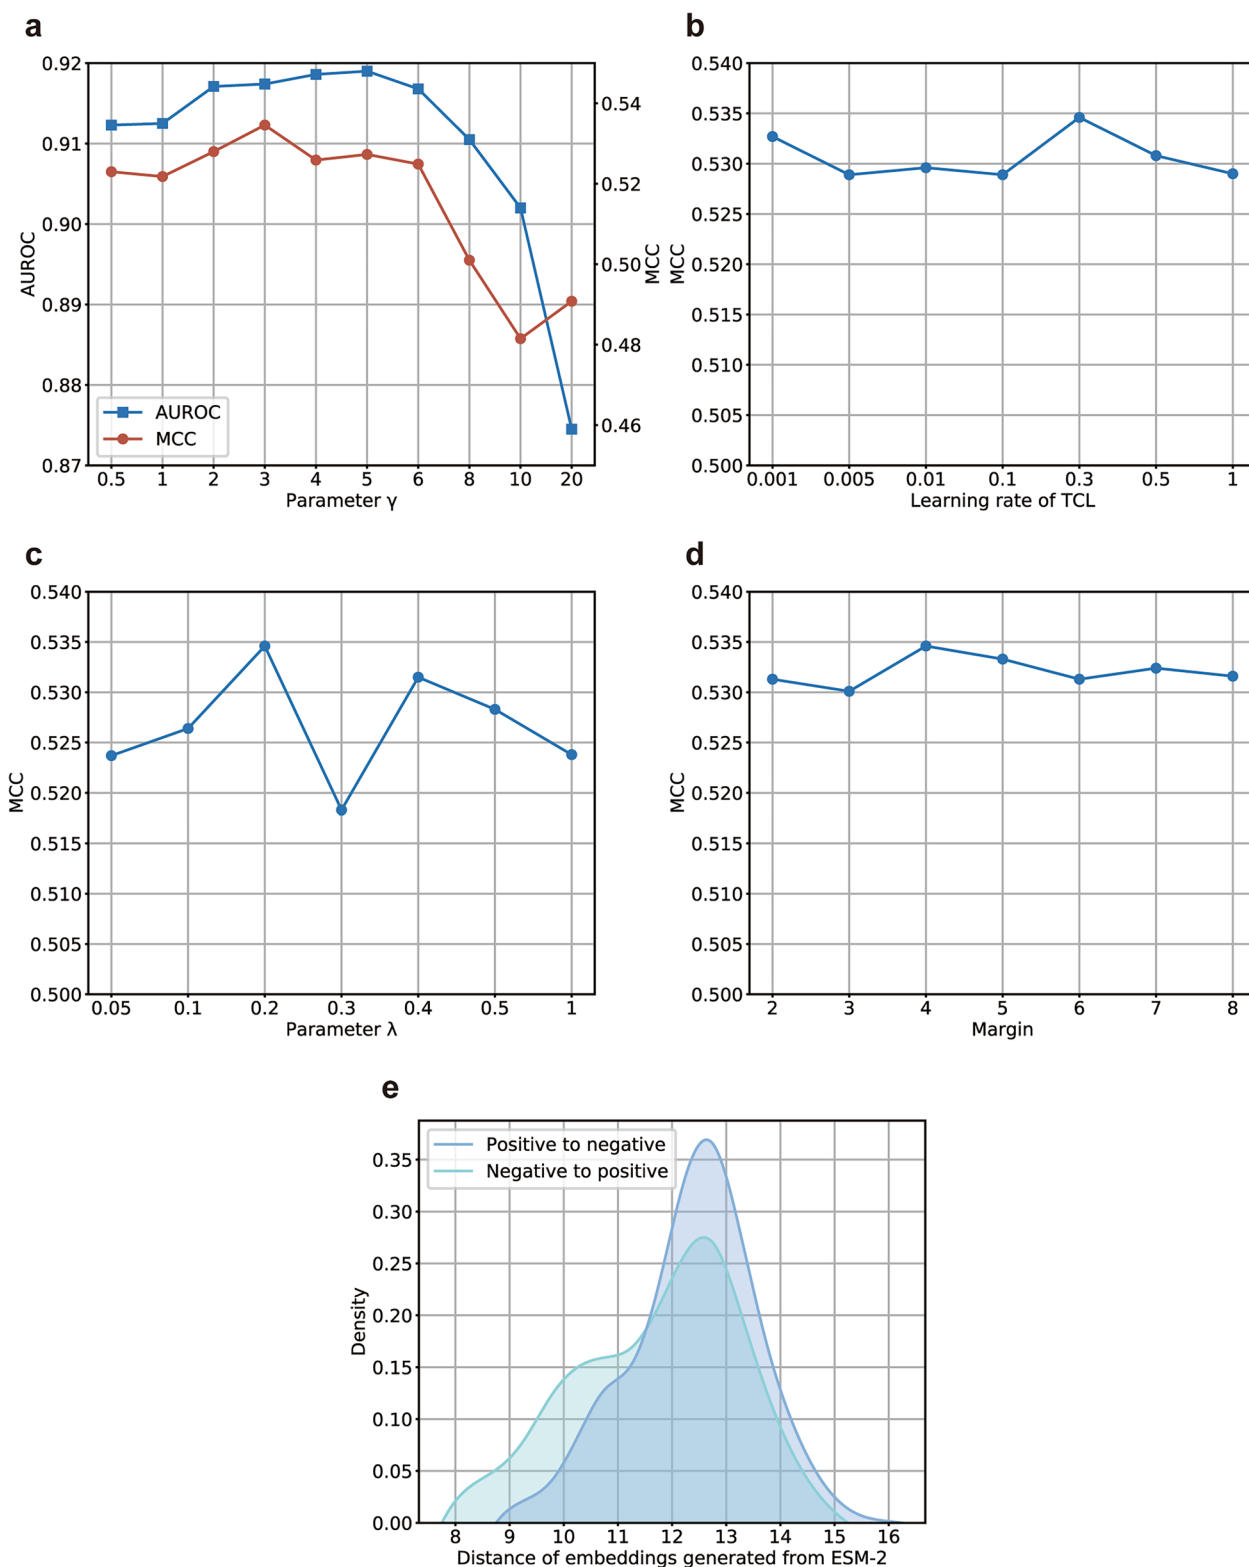 a
0.92
0.91
0.90
0.89
0.88
0.87
AUROC
0.54
0.52
0.50
0.48
0.46
MCC
AUROC
MCC
0.5 1 2 3 4 5 6 8 10 20
Parameter γ
b
0.540
0.535
0.530
0.525
0.520
0.515
0.510
0.505
0.500
MCC
0.001 0.005 0.01 0.1 0.3 0.5 1
Learning rate of TCL
c
0.540
0.535
0.530
0.525
0.520
0.515
0.510
0.505
0.500
MCC
0.05 0.1 0.2 0.3 0.4 0.5 1
Parameter λ
d
0.540
0.535
0.530
0.525
0.520
0.515
0.510
0.505
0.500
MCC
2 3 4 5 6 7 8
Margin
e
Positive to negative
Negative to positive
0.35
0.30
0.25
0.20
0.15
0.10
0.05
0.00
Density
8 9 10 11 12 13 14 15 16
Distance of embeddings generated from ESM-2